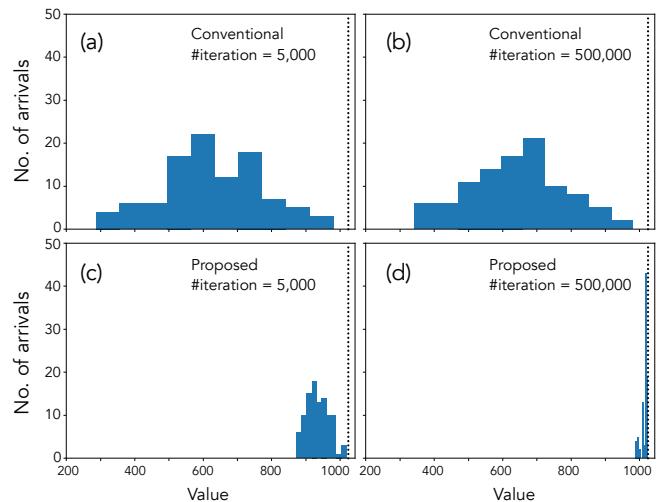 50
40
30
20
10
0
No. of arrivals
(a)
Conventional
#iteration = 5,000
(b)
Conventional
#iteration = 500,000
50
40
30
20
10
0
No. of arrivals
(c)
Proposed
#iteration = 5,000
200
400
600
800
1000
Value
(d)
Proposed
#iteration = 500,000
200
400
600
800
1000
Value